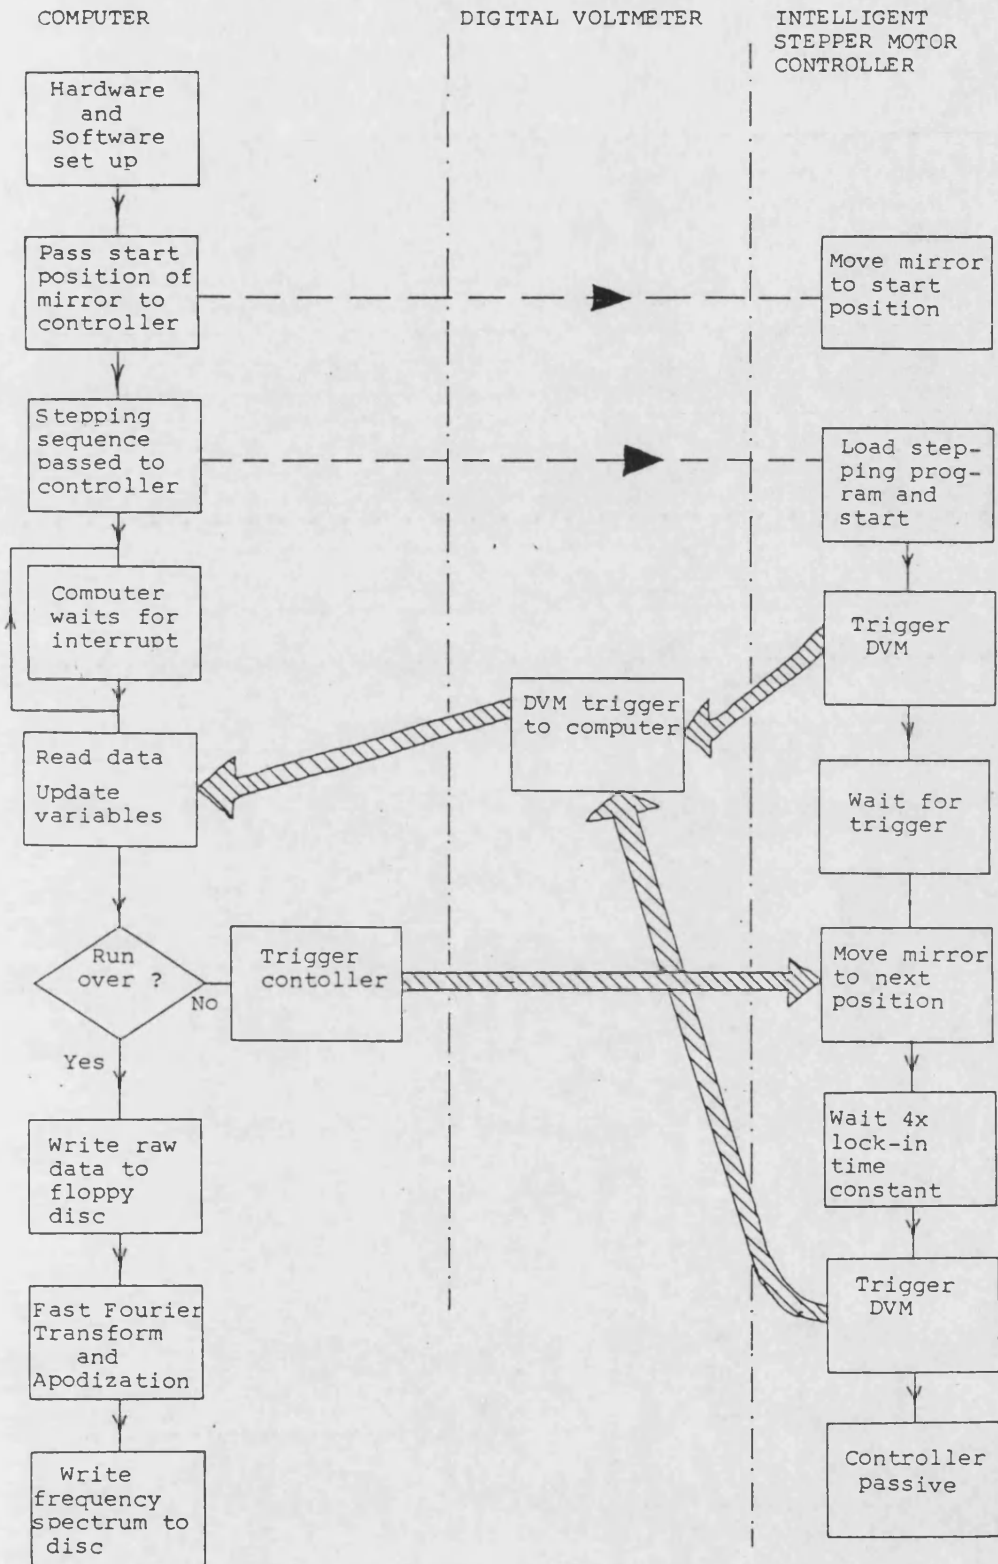 COMPUTER
DIGITAL VOLTMETER
INTELLIGENT
STEPPER MOTOR
CONTROLLER
Hardware
and
Software
set up
Pass start
position of
mirror to
controller
Move mirror
to start
position
Stepping
sequence
passed to
controller
Load step-
ping prog-
ram and
start
Computer
waits for
interrupt
Trigger
DVM
DVM trigger
to computer
Read data
Update
variables
Wait for
trigger
Run
over ?
No
Trigger
contoller
Move mirror
to next
position
Yes
Write raw
data to
floppy
disc
Wait 4x
lock-in
time
constant
Fast Fourier
Transform
and
Apodization
Trigger
DVM
Write
frequency
spectrum to
disc
Controller
passive